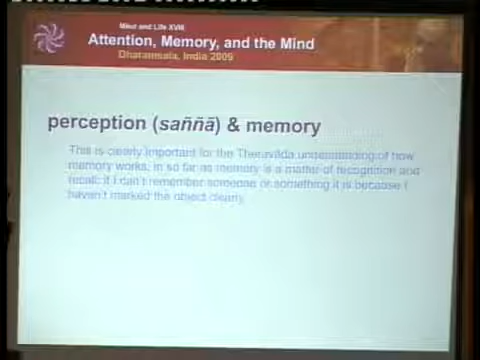 Mind and Life XVIII
Attention, Memory, and the Mind
Dharamsala, India 2009
perception (saññā) & memory
This is clearly important for the Theravāda understanding of how
memory works, in so far as memory is a matter of recognition and
recall: if I can't remember someone or something it is because I
haven't marked the object clearly.